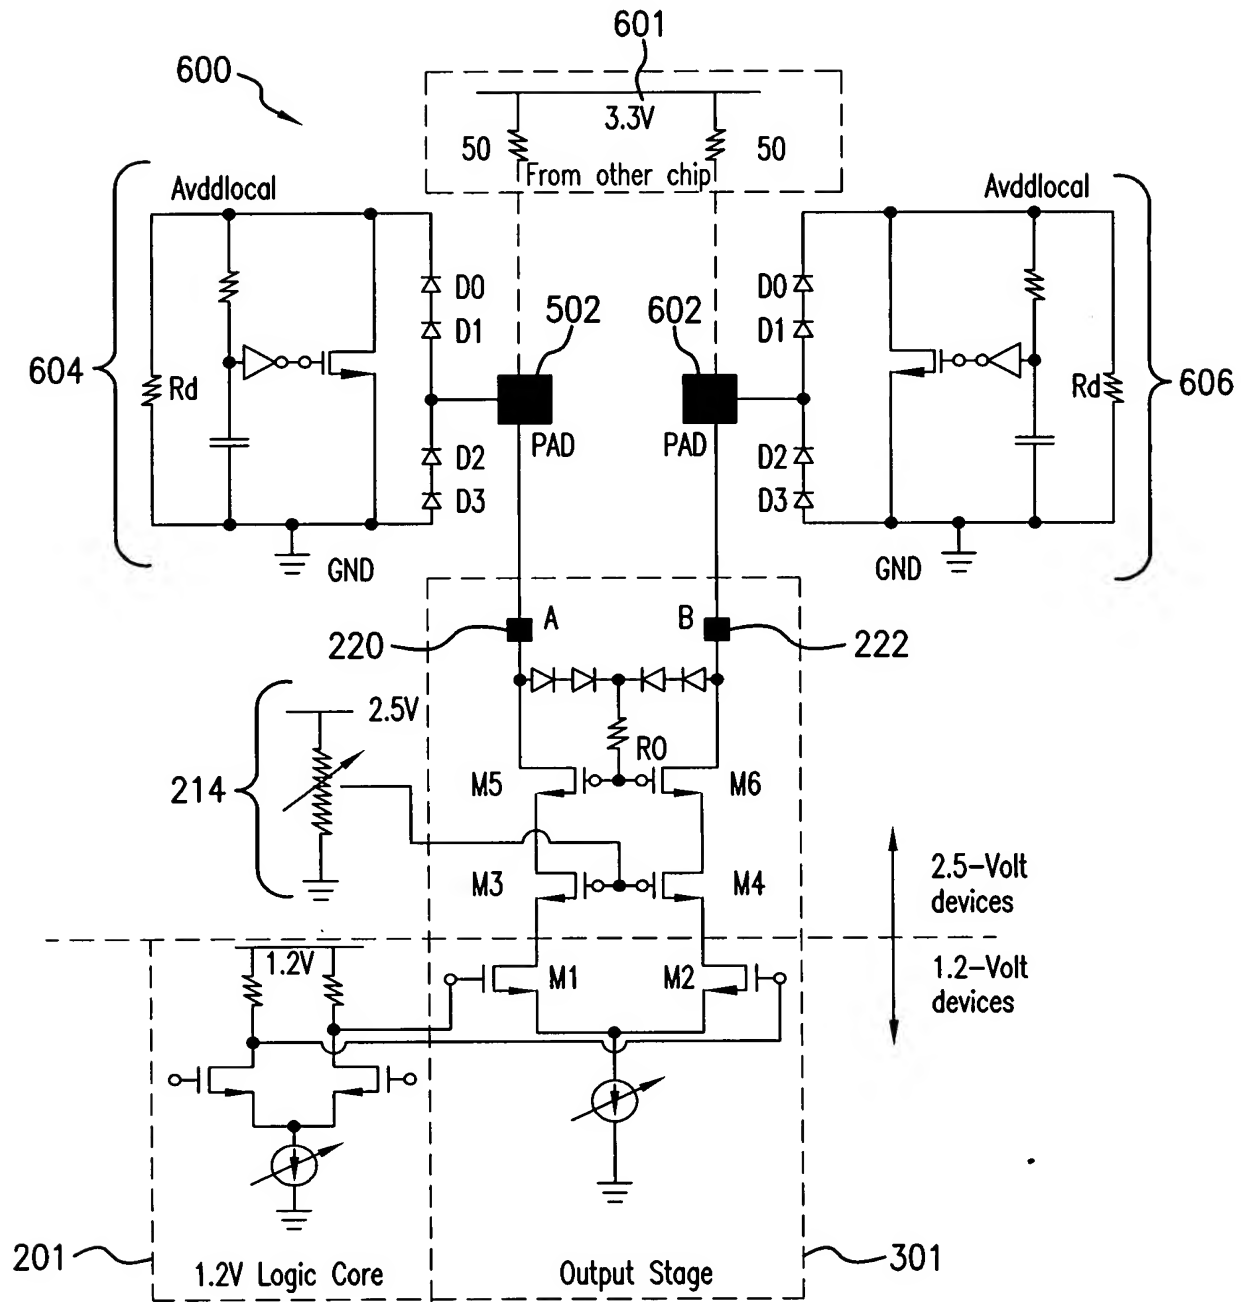 601
600
3.3V
50
50
From other chip
Avddlocal
Avddlocal
D0
D0
502
602
D1
D1
604
Rd
Rd
606
PAD
PAD
D2
D2
D3
D3
GND
GND
A
B
220
222
2.5V
R0
214
M5
M6
M3
M4
2.5-Volt
devices
1.2V
M1
M2
1.2-Volt
devices
201
1.2V Logic Core
Output Stage
301